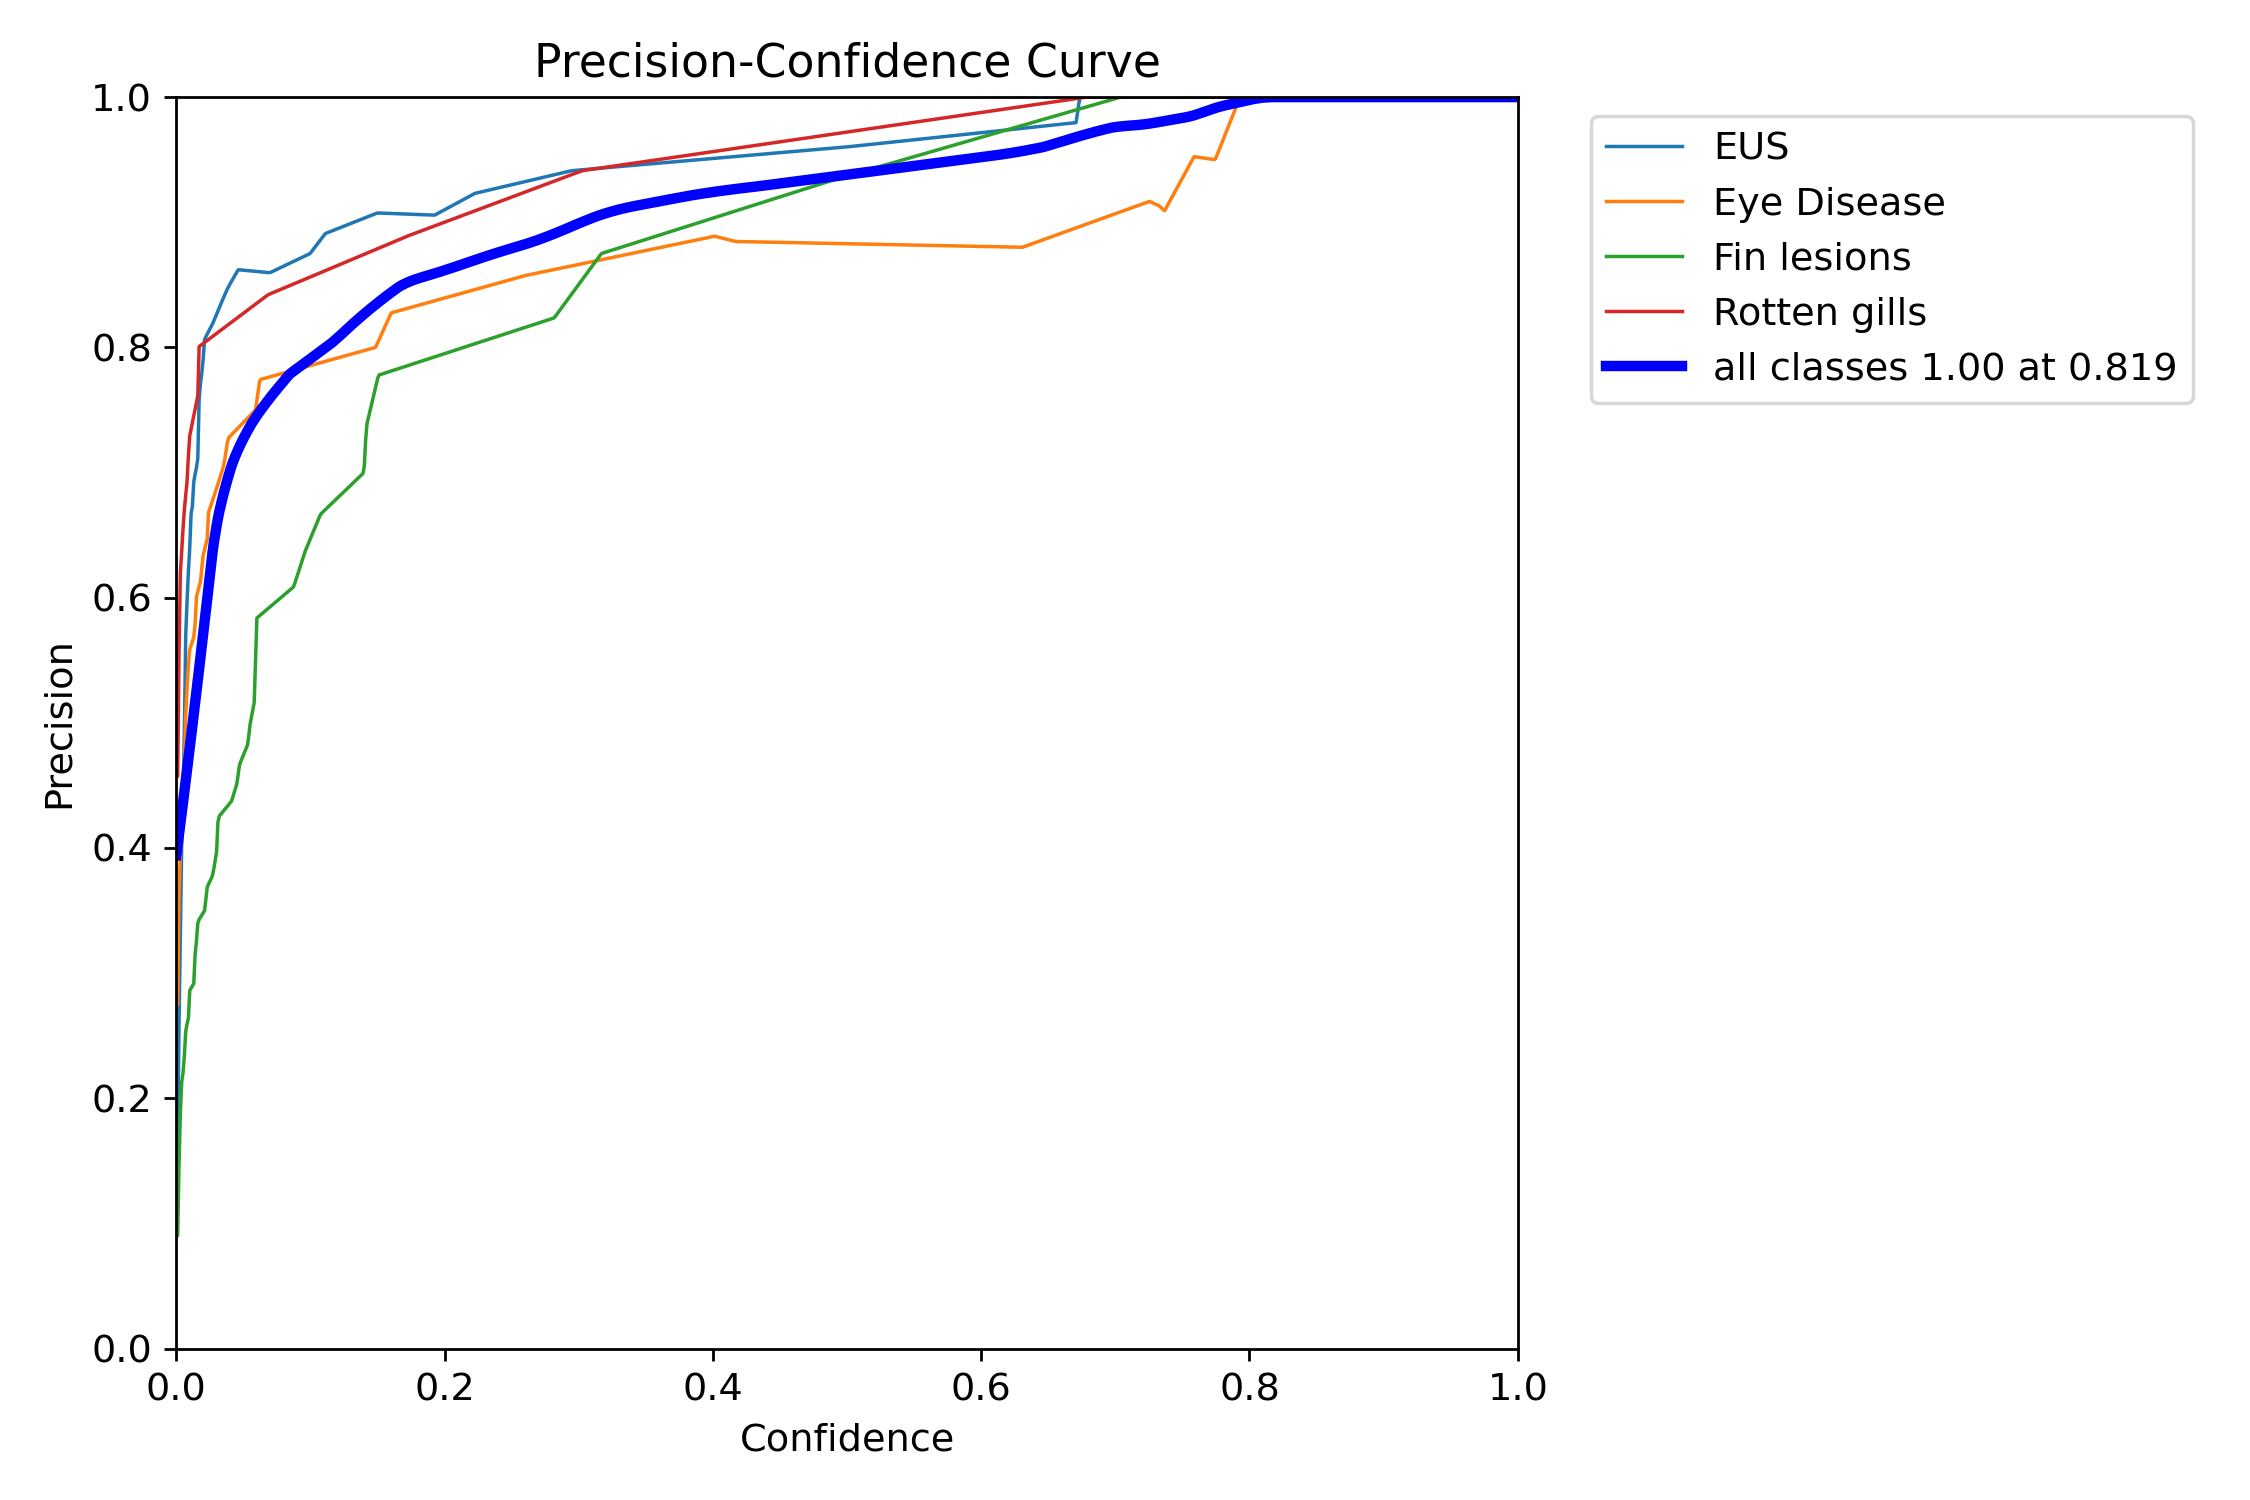 Precision-Confidence Curve
1.0
0.8
0.6
0.4
0.2
0.0
Precision
0.0 0.2 0.4 0.6 0.8 1.0
Confidence
EUS
Eye Disease
Fin lesions
Rotten gills
all classes 1.00 at 0.819